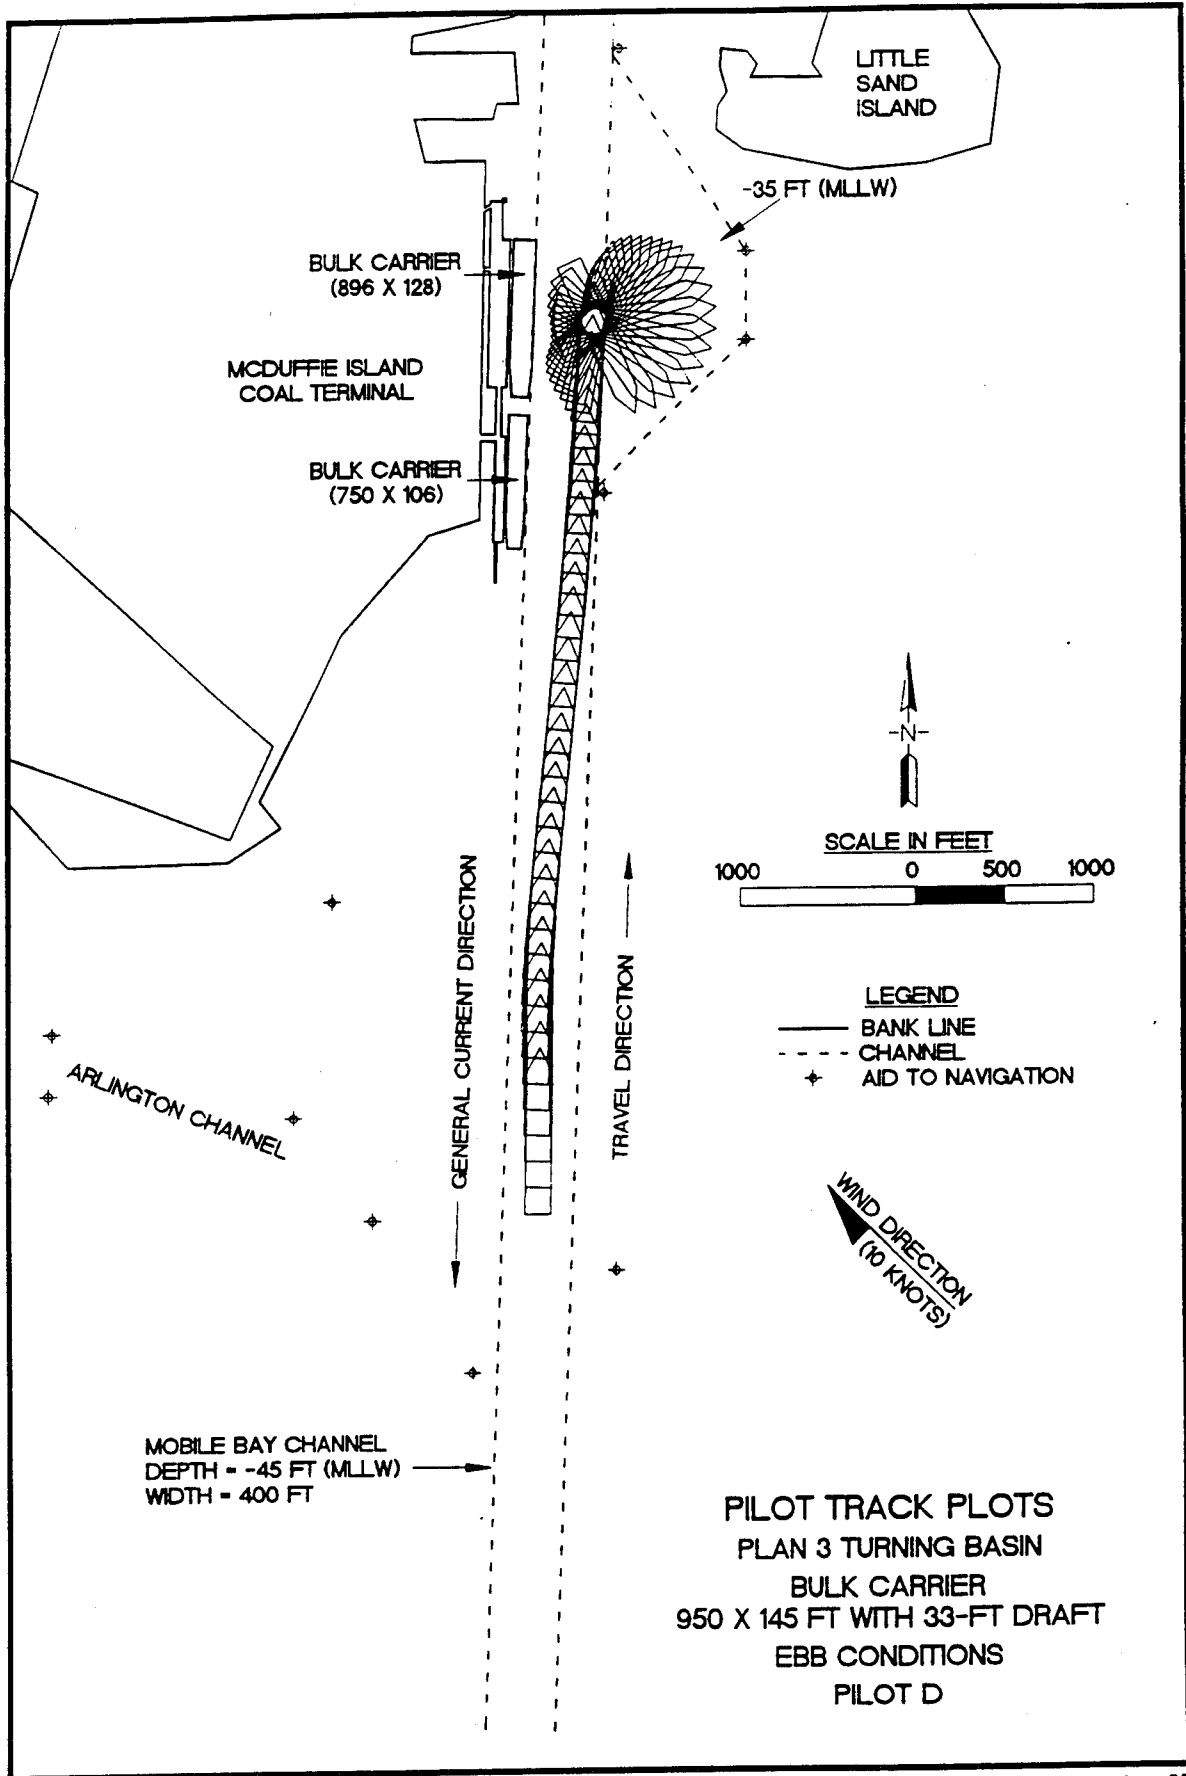 LITTLE
SAND
ISLAND
-35 FT (MLLW)
BULK CARRIER
(896 X 128)
MCDUFFIE ISLAND
COAL TERMINAL
BULK CARRIER
(750 X 106)
-N-
SCALE IN FEET
1000 0 500 1000
GENERAL CURRENT DIRECTION
TRAVEL DIRECTION
LEGEND
BANK LINE
CHANNEL
AID TO NAVIGATION
ARLINGTON CHANNEL
WIND DIRECTION
(10 KNOTS)
MOBILE BAY CHANNEL
DEPTH = -45 FT (MLLW)
WIDTH = 400 FT
PILOT TRACK PLOTS
PLAN 3 TURNING BASIN
BULK CARRIER
950 X 145 FT WITH 33-FT DRAFT
EBB CONDITIONS
PILOT D